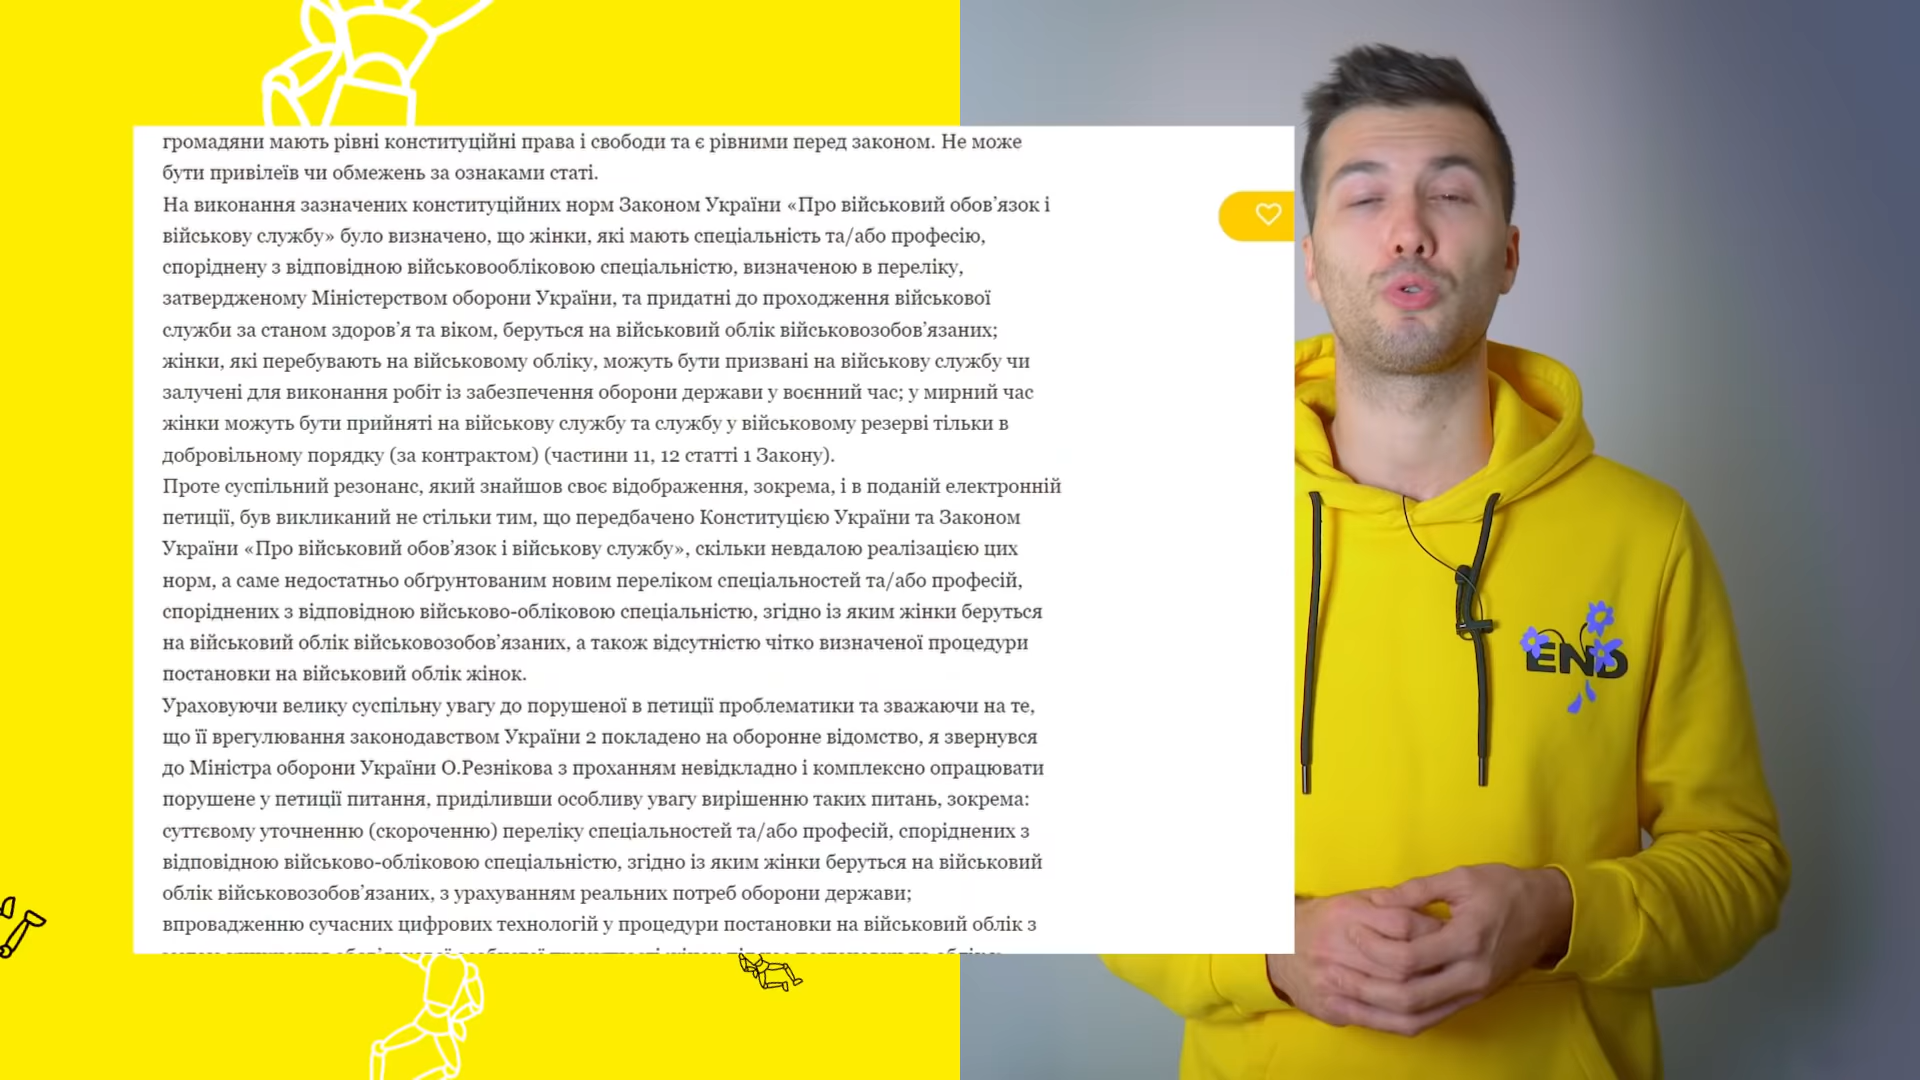 громадяни мають рівні конституційні права і свободи та є рівними перед законом. Не може
бути привілеїв чи обмежень за ознаками статі.
На виконання зазначених конституційних норм Законом України «Про військовий обов’язок і
військову службу» було визначено, що жінки, які мають спеціальність та/або професію,
споріднену з відповідною військовообліковою спеціальністю, визначеною в переліку,
затвердженому Міністерством оборони України, та придатні до проходження військової
служби за станом здоров’я та віком, беруться на військовий облік військовозобов’язаних;
жінки, які перебувають на військовому обліку, можуть бути призвані на військову службу чи
залучені для виконання робіт із забезпечення оборони держави у воєнний час; у мирний час
жінки можуть бути прийняті на військову службу та службу у військовому резерві тільки в
добровільному порядку (за контрактом) (частини 11, 12 статті 1 Закону).
Проте суспільний резонанс, який знайшов своє відображення, зокрема, і в поданій електронній
петиції, був викликаний не стільки тим, що передбачено Конституцією України та Законом
України «Про військовий обов’язок і військову службу», скільки невдалою реалізацією цих
норм, а саме недостатньо обґрунтованим новим переліком спеціальностей та/або професій,
споріднених з відповідною військово-обліковою спеціальністю, згідно із яким жінки беруться
на військовий облік військовозобов’язаних, а також відсутністю чітко визначеної процедури
постановки на військовий облік жінок.
Ураховуючи велику суспільну увагу до порушеної в петиції проблематики та зважаючи на те,
що її врегулювання законодавством України 2 покладено на оборонне відомство, я звернувся
до Міністра оборони України О.Резнікова з проханням невідкладно і комплексно опрацювати
порушене у петиції питання, приділивши особливу увагу вирішенню таких питань, зокрема:
суттєвому уточненню (скороченню) переліку спеціальностей та/або професій, споріднених з
відповідною військово-обліковою спеціальністю, згідно із яким жінки беруться на військовий
облік військовозобов’язаних, з урахуванням реальних потреб оборони держави;
впровадженню сучасних цифрових технологій у процедури постановки на військовий облік з
END